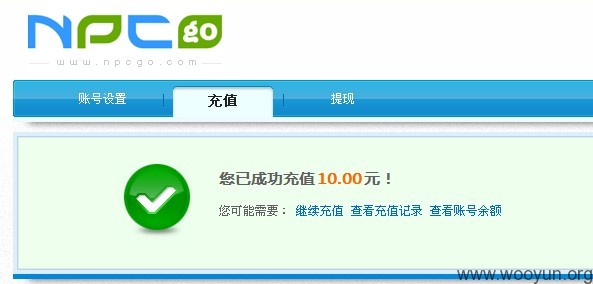 NPC go
www.npcgo.com
账号设置 充值 提现
您已成功充值10.00元！
您可能需要： 继续充值 查看充值记录 查看账号余额
www.wooyun.org